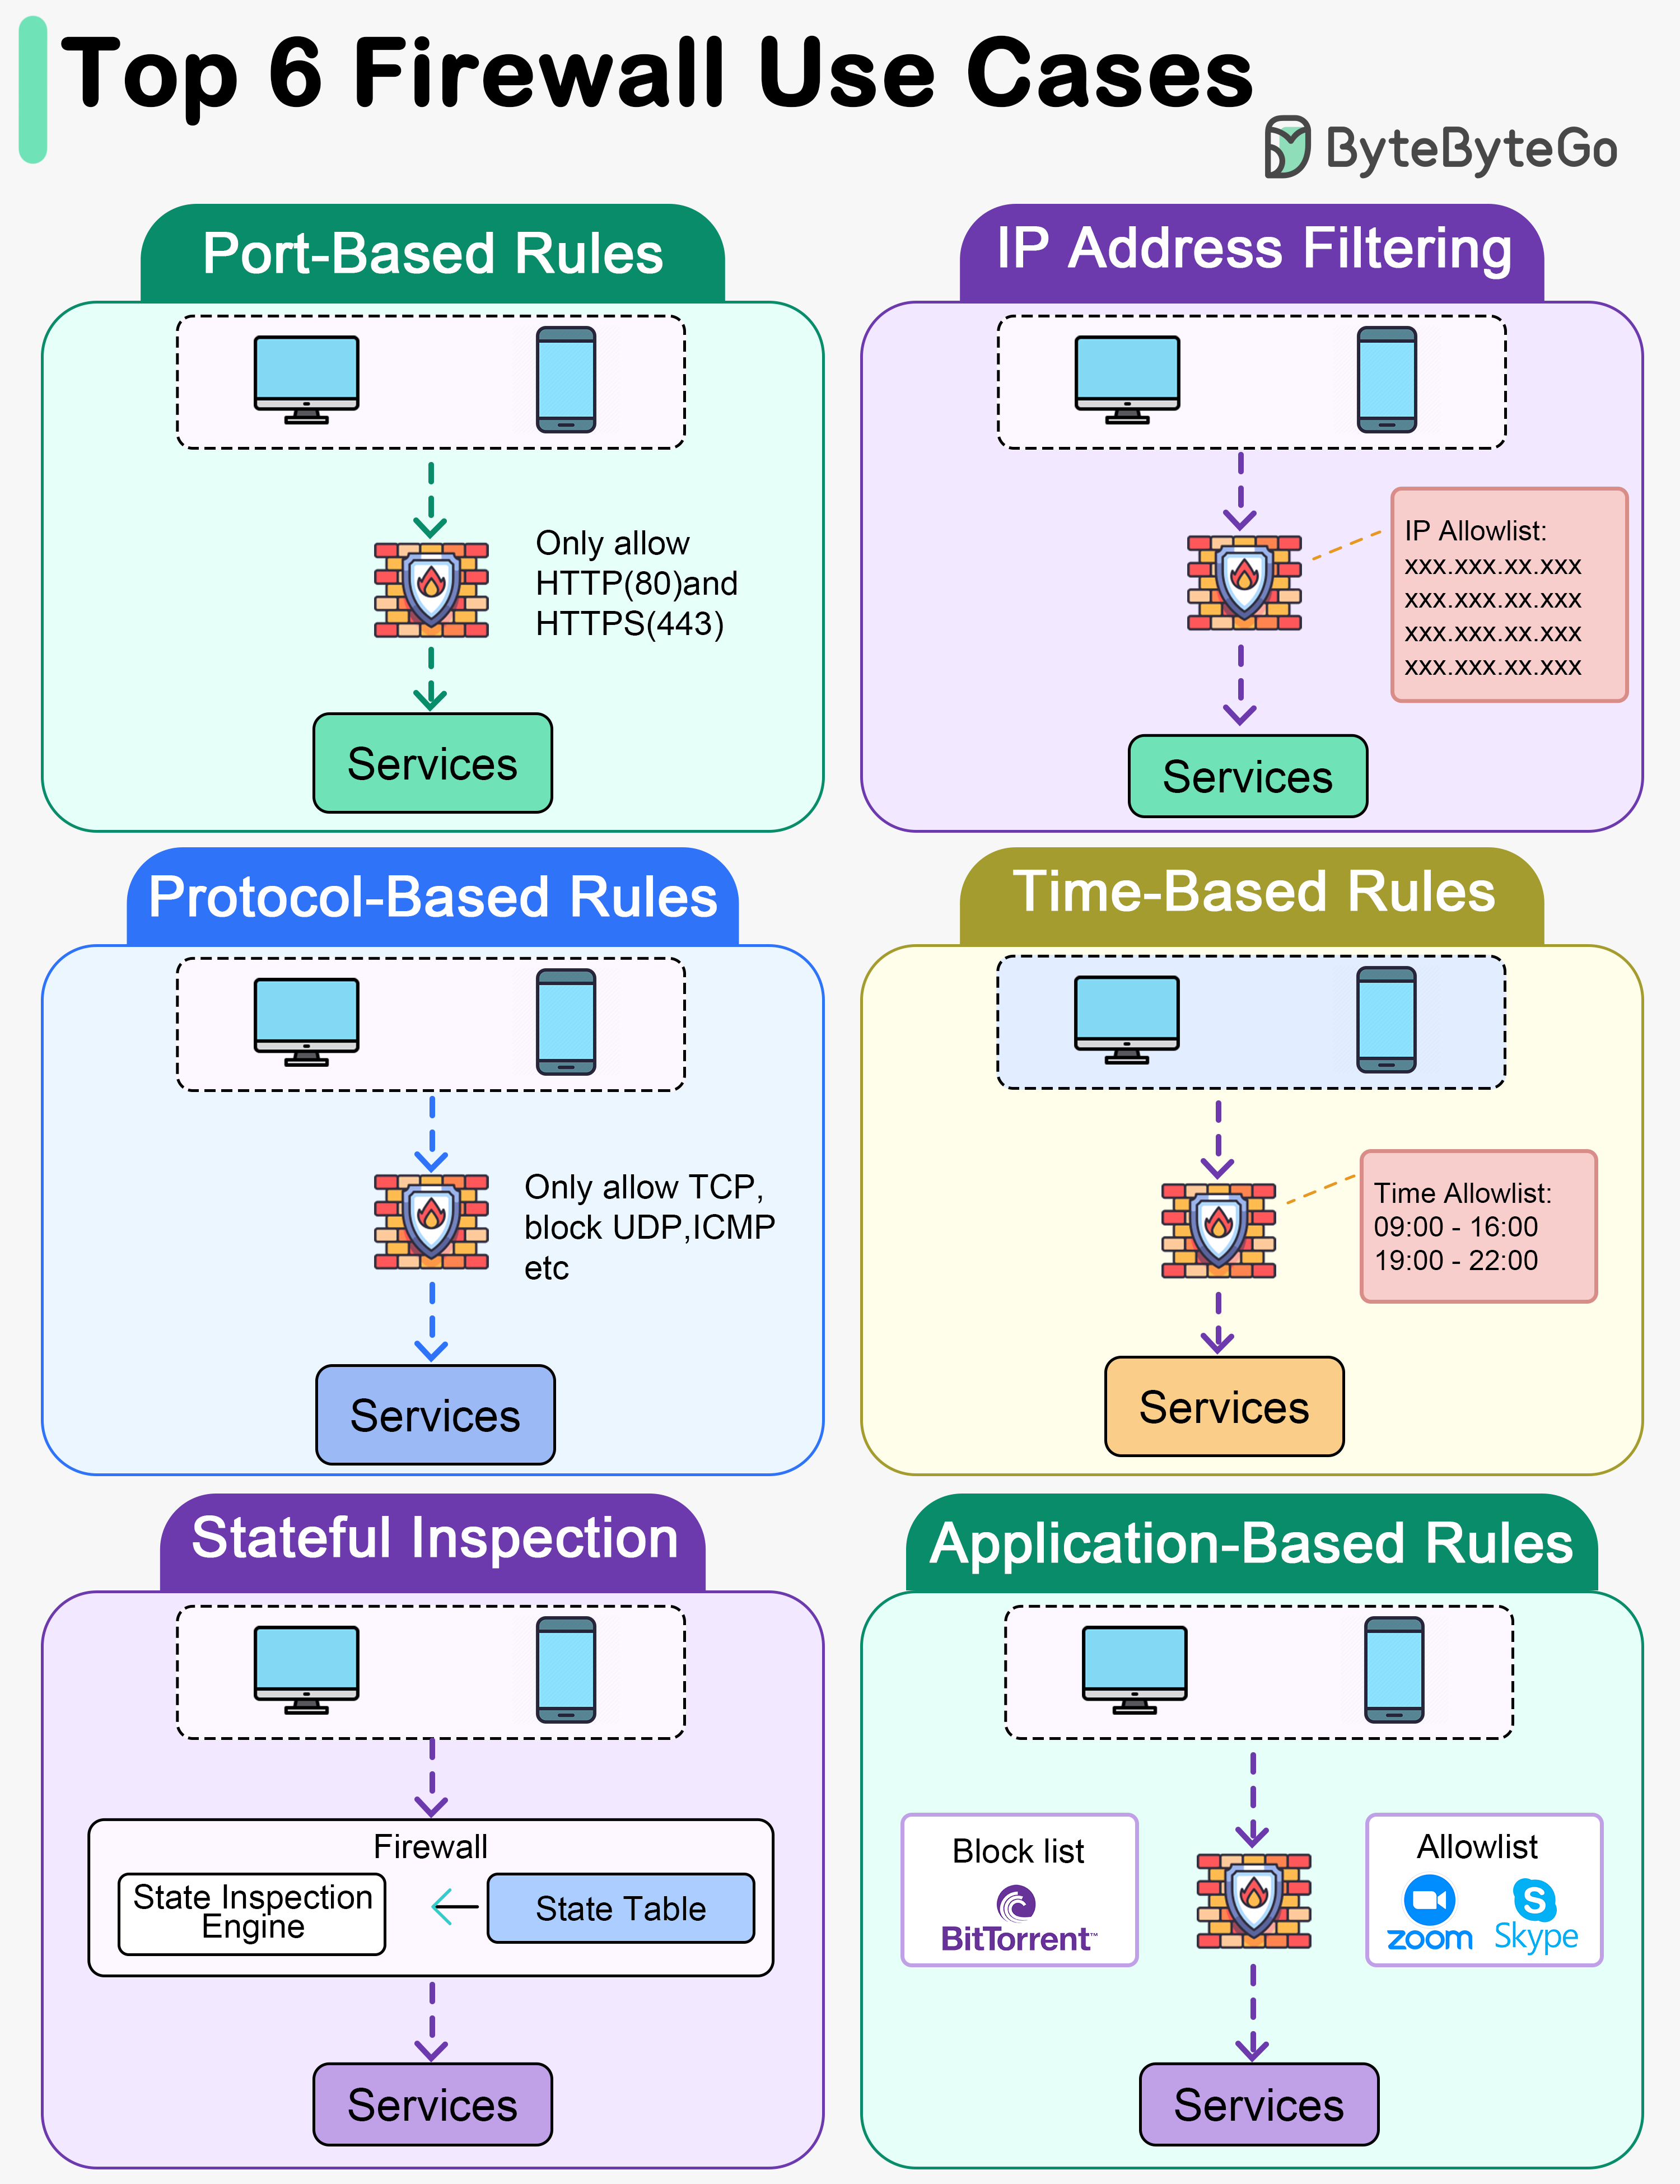 Top 6 Firewall Use Cases
ByteByteGo
Port-Based Rules
Only allow
HTTP(80)and
HTTPS(443)
Services
IP Address Filtering
IP Allowlist:
xxx.xxx.xx.xxx
xxx.xxx.xx.xxx
xxx.xxx.xx.xxx
xxx.xxx.xx.xxx
Services
Protocol-Based Rules
Only allow TCP,
block UDP,ICMP
etc
Services
Time-Based Rules
Time Allowlist:
09:00 - 16:00
19:00 - 22:00
Services
Stateful Inspection
Firewall
State Inspection
Engine
State Table
Services
Application-Based Rules
Block list
BitTorrent™
Allowlist
zoom
S
Skype
Services